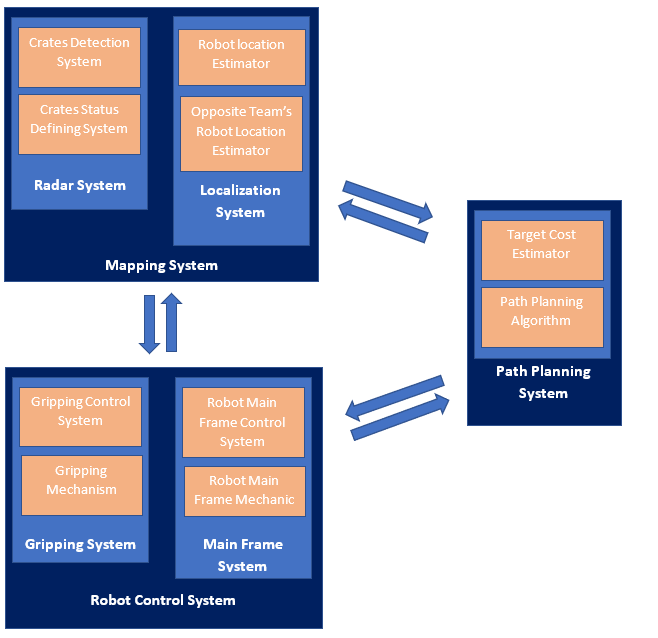 Crates Detection
System
Crates Status
Defining System
Radar System
Robot location
Estimator
Opposite Team's
Robot Location
Estimator
Localization
System
Mapping System
Target Cost
Estimator
Path Planning
Algorithm
Path Planning
System
Gripping Control
System
Gripping
Mechanism
Gripping System
Robot Main
Frame Control
System
Robot Main
Frame Mechanic
Main Frame
System
Robot Control System